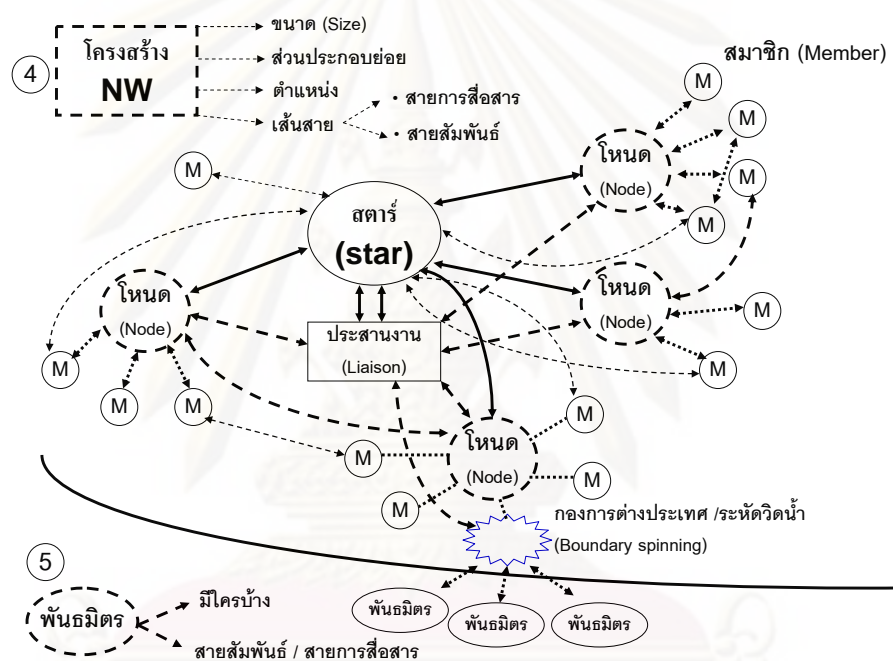 4
โครงสร้าง
NW
ขนาด (Size)
ส่วนประกอบย่อย
ตำแหน่ง
เส้นสาย
• สายการสื่อสาร
• สายสัมพันธ์
สมาชิก (Member)
M
M
M
M
M
โหนด
(Node)
สตาร์
(star)
โหนด
(Node)
โหนด
(Node)
M
ประสานงาน
(Liaison)
M
M
M
M
M
โหนด
(Node)
M
M
M
กองการต่างประเทศ /ระหัดวิดน้ำ
(Boundary spinning)
5
พันธมิตร
มีใครบ้าง
สายสัมพันธ์ / สายการสื่อสาร
พันธมิตร
พันธมิตร
พันธมิตร